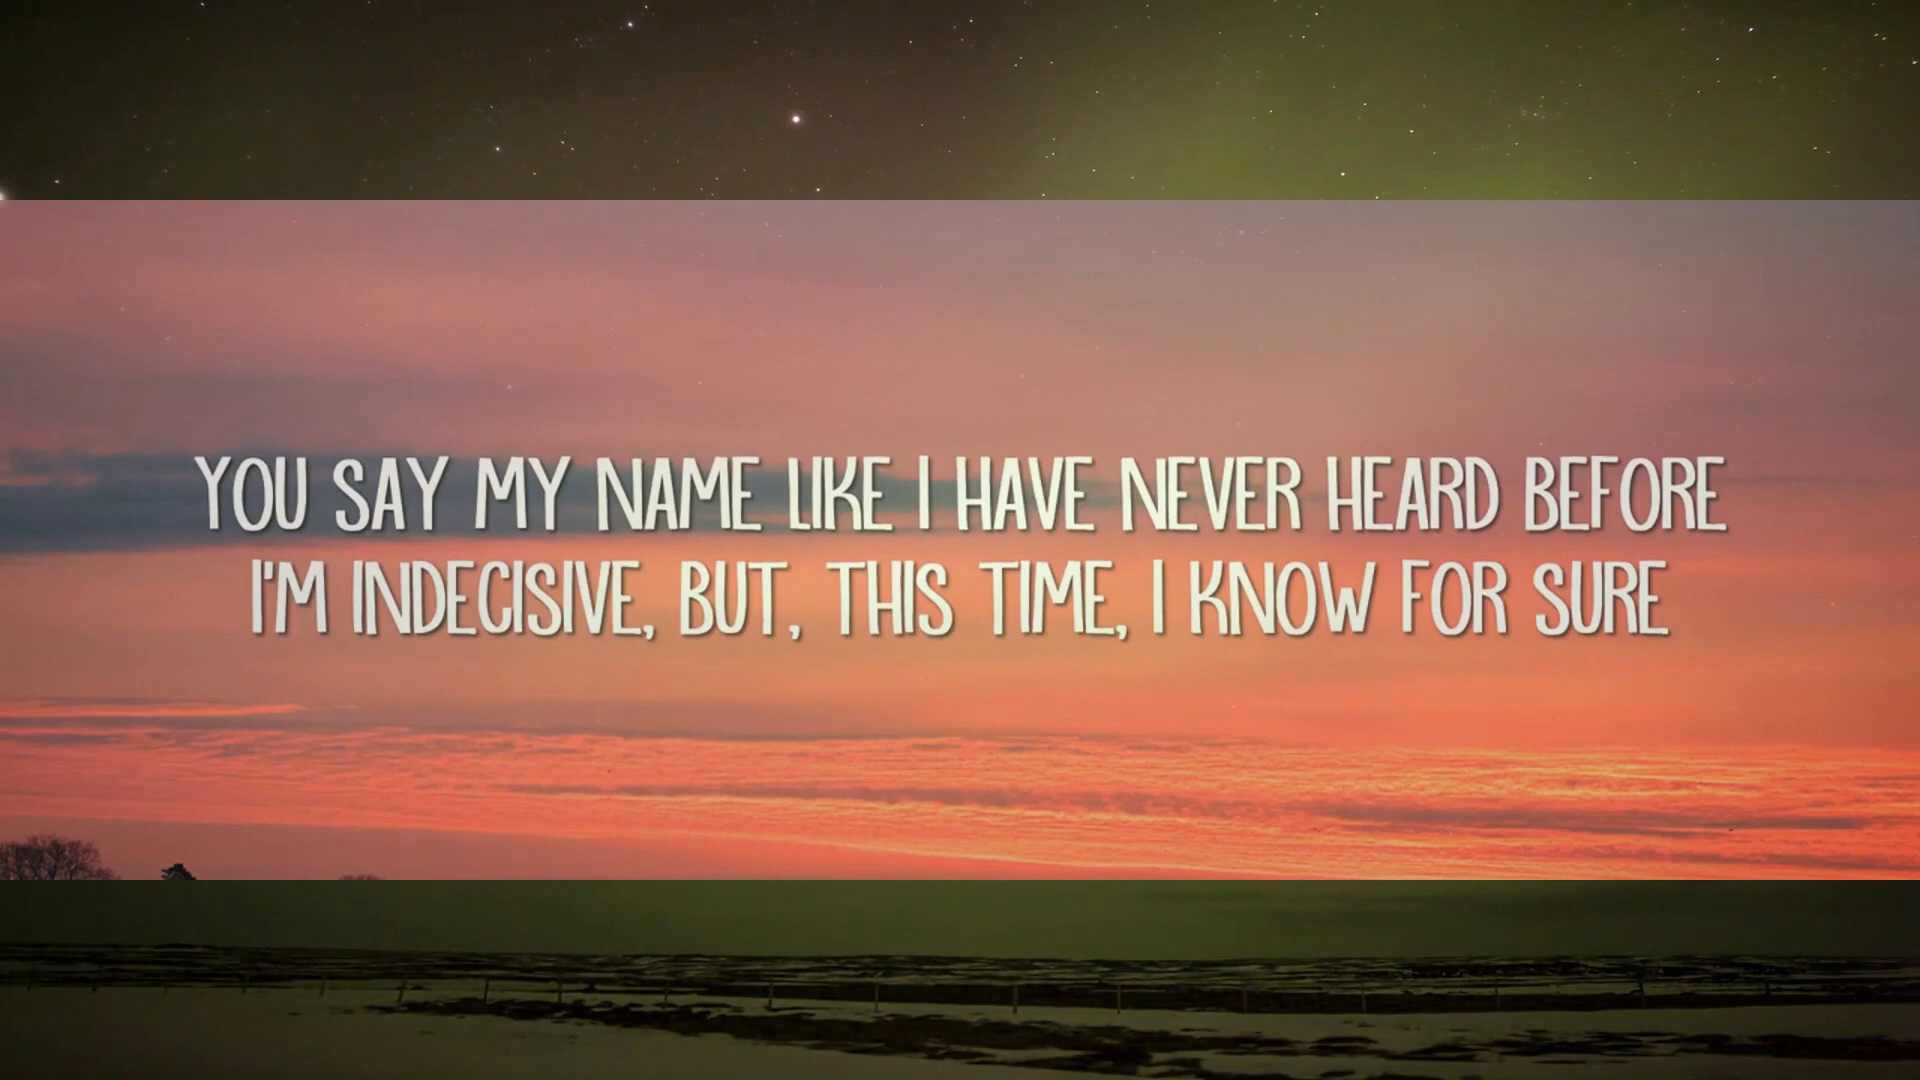 YOU SAY MY NAME LIKE I HAVE NEVER HEARD BEFORE
I'M INDECISIVE, BUT, THIS TIME, I KNOW FOR SURE